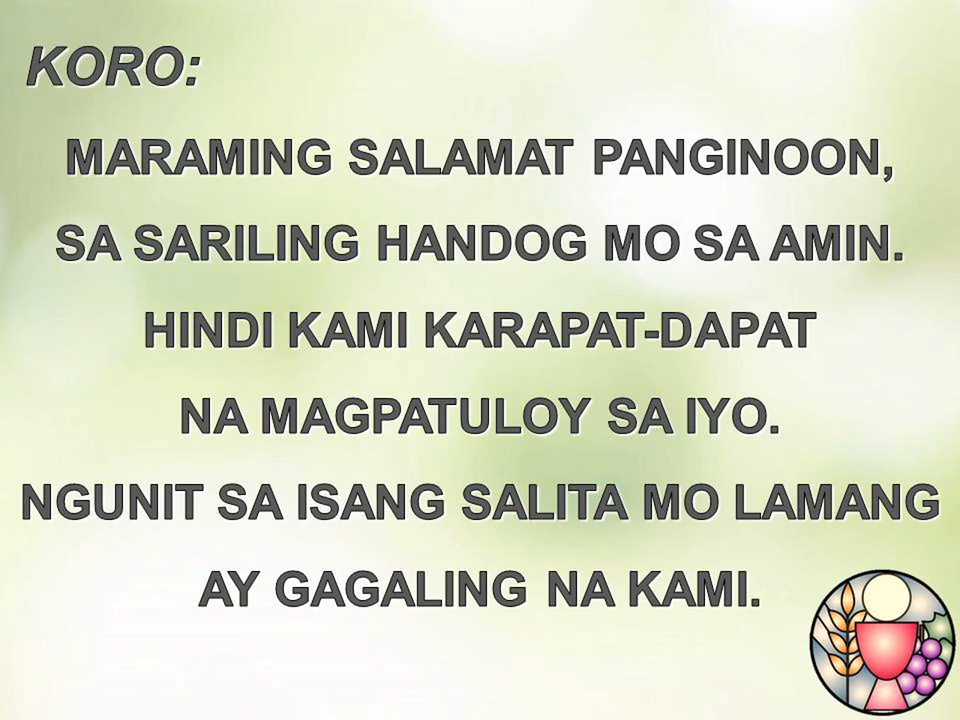 KORO:
MARAMING SALAMAT PANGINOON,
SA SARILING HANDOG MO SA AMIN.
HINDI KAMI KARAPAT-DAPAT
NA MAGPATULOY SA IYO.
NGUNIT SA ISANG SALITA MO LAMANG
AY GAGALING NA KAMI.